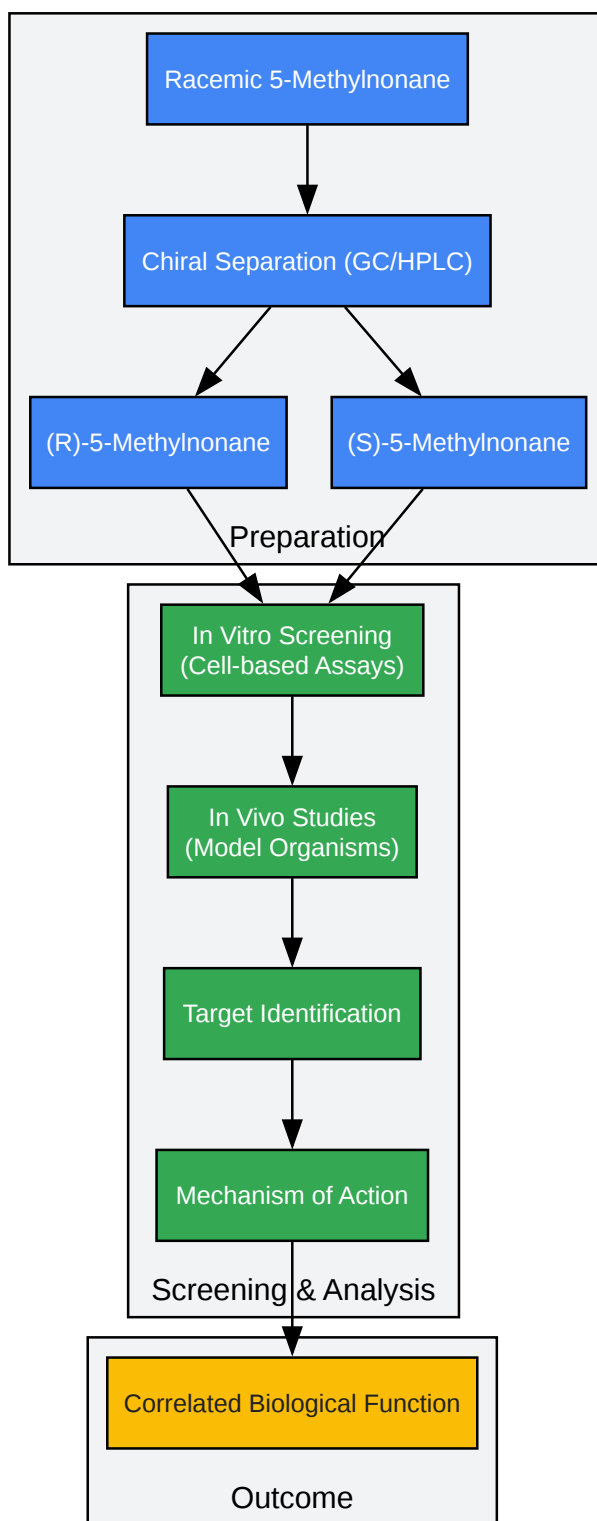 Racemic 5-Methylnonane
Chiral Separation (GC/HPLC)
(R)-5-Methylnonane
(S)-5-Methylnonane
Preparation
In Vitro Screening
(Cell-based Assays)
In Vivo Studies
(Model Organisms)
Target Identification
Mechanism of Action
Screening & Analysis
Correlated Biological Function
Outcome